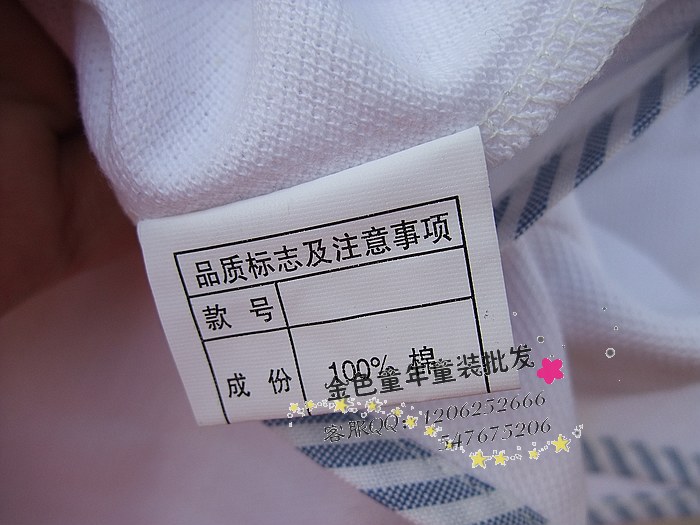 品质标志及注意事项
款 号
成 份 100% 棉
金色童年童装批发
客服QQ: 1206252666
547675206